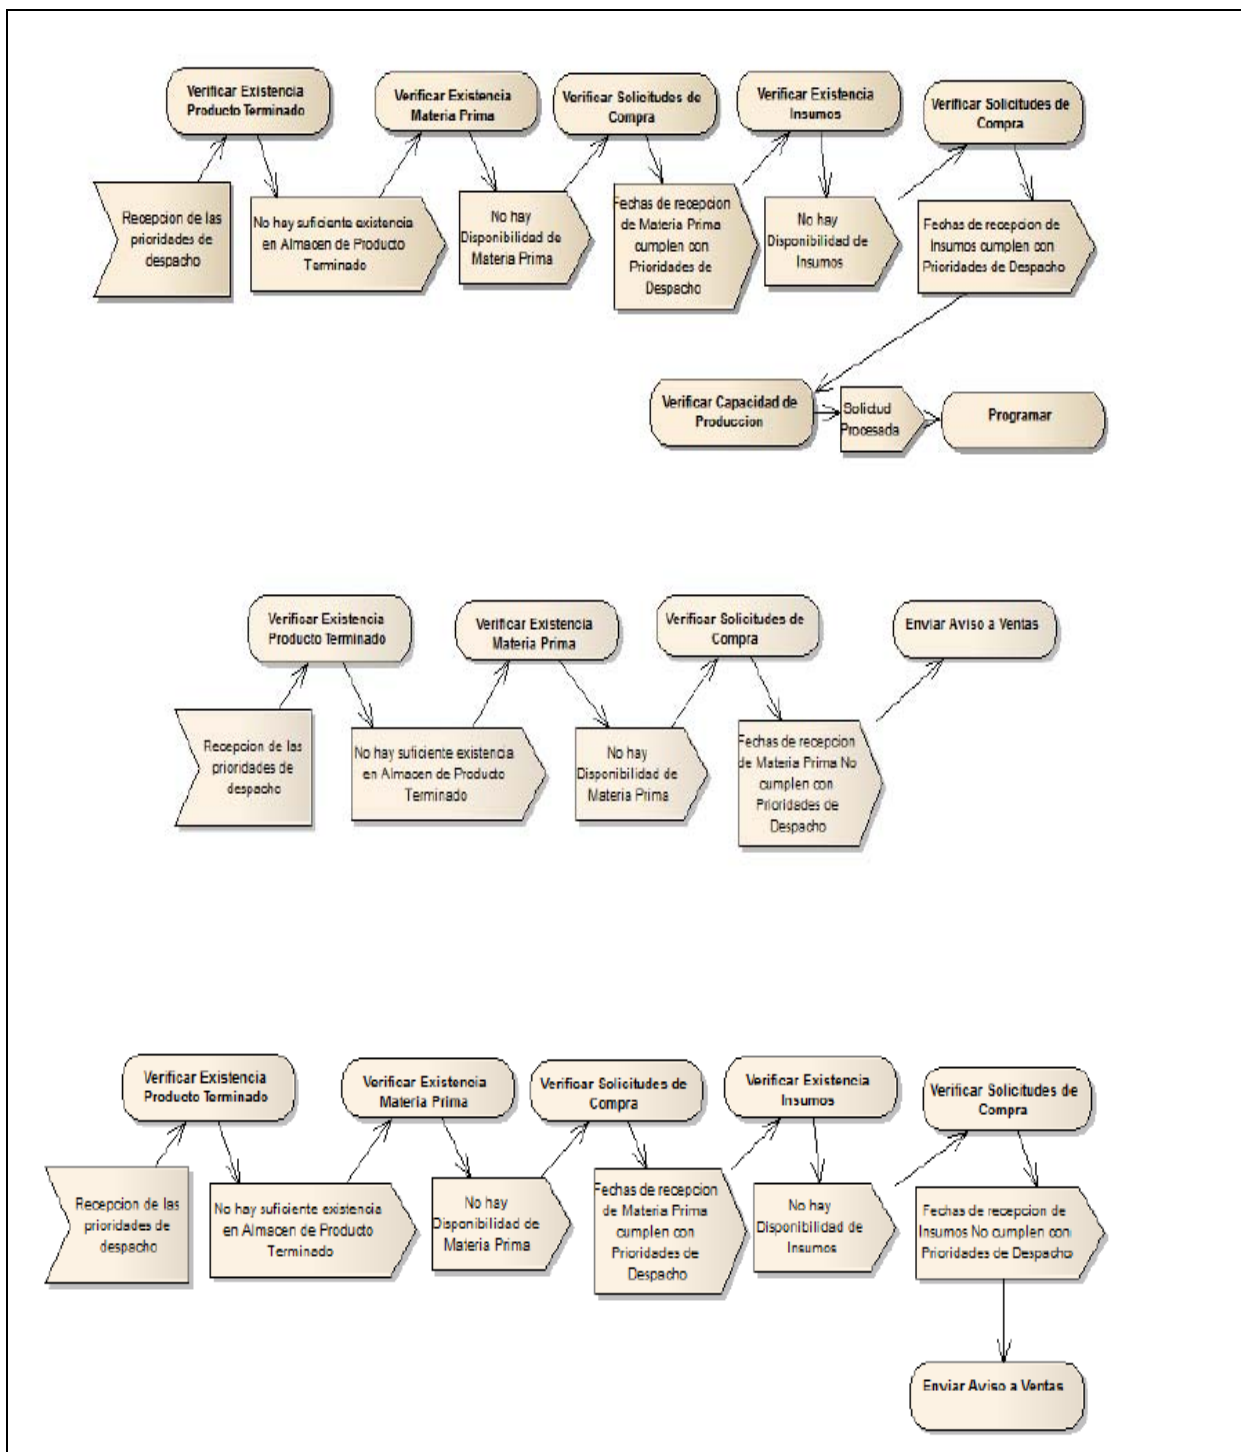 Verificar Existencia
Producto Terminado
Verificar Existencia
Materia Prima
Verificar Solicitudes de
Compra
Verificar Existencia
Insumos
Verificar Solicitudes de
Compra
Recepcion de las
prioridades de
despacho
No hay suficiente existencia
en Almacen de Producto
Terminado
No hay
Disponibilidad de
Materia Prima
Fechas de recepcion
de Materia Prima
cumplen con
Prioridades de
Despacho
No hay
Disponibilidad de
Insumos
Fechas de recepcion de
Insumos cumplen con
Prioridades de Despacho
Verificar Capacidad de
Produccion
Solictud
Procesada
Programar
Verificar Existencia
Producto Terminado
Verificar Existencia
Materia Prima
Verificar Solicitudes de
Compra
Enviar Aviso a Ventas
Recepcion de las
prioridades de
despacho
No hay suficiente existencia
en Almacen de Producto
Terminado
No hay
Disponibilidad de
Materia Prima
Fechas de recepcion
de Materia Prima No
cumplen con
Prioridades de
Despacho
Verificar Existencia
Producto Terminado
Verificar Existencia
Materia Prima
Verificar Solicitudes de
Compra
Verificar Existencia
Insumos
Verificar Solicitudes de
Compra
Recepcion de las
prioridades de
despacho
No hay suficiente existencia
en Almacen de Producto
Terminado
No hay
Disponibilidad de
Materia Prima
Fechas de recepcion
de Materia Prima
cumplen con
Prioridades de
Despacho
No hay
Disponibilidad de
Insumos
Fechas de recepcion de
Insumos No cumplen con
Prioridades de Despacho
Enviar Aviso a Ventas